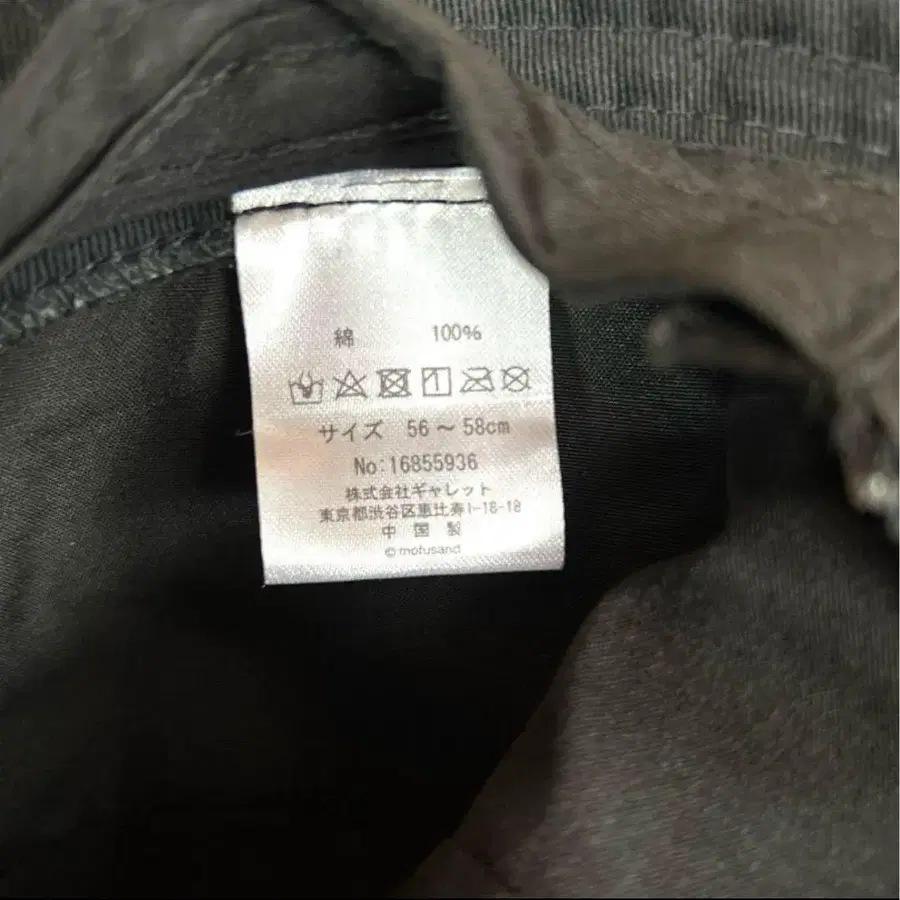 綿 100%
サイズ 56～58cm
No:16855936
株式会社ギャレット
東京都渋谷区恵比寿1-18-18
中国製
©mofusand